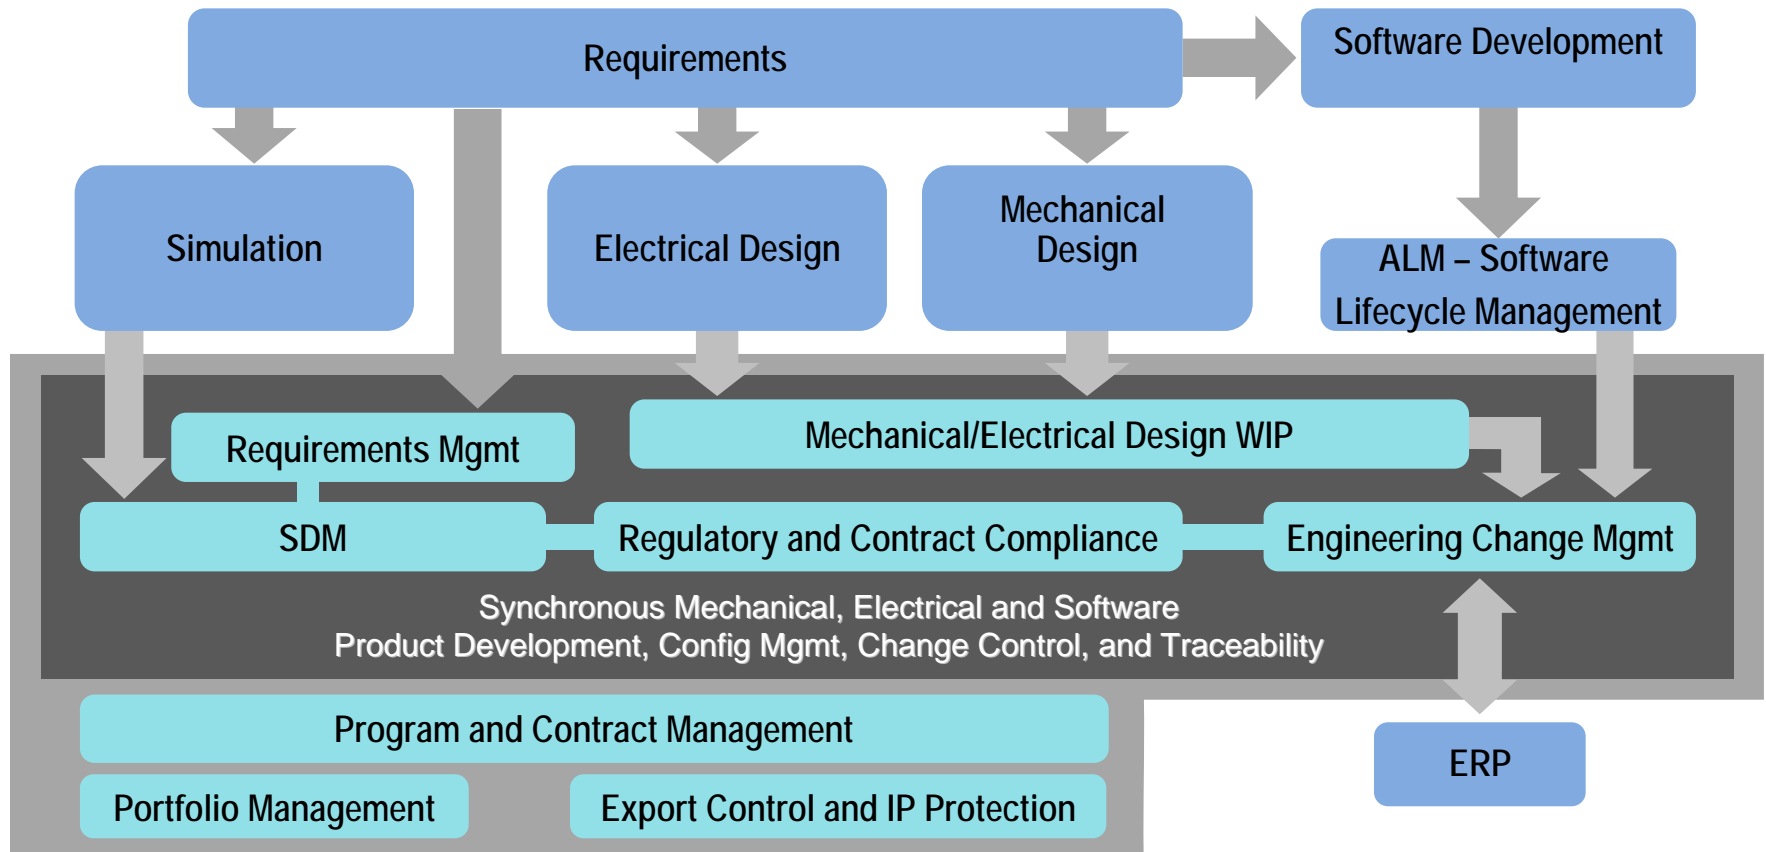 Requirements
Software Development
Simulation
Electrical Design
Mechanical
Design
ALM – Software
Lifecycle Management
Requirements Mgmt
Mechanical/Electrical Design WIP
SDM
Regulatory and Contract Compliance
Engineering Change Mgmt
Synchronous Mechanical, Electrical and Software
Product Development, Config Mgmt, Change Control, and Traceability
Program and Contract Management
ERP
Portfolio Management
Export Control and IP Protection